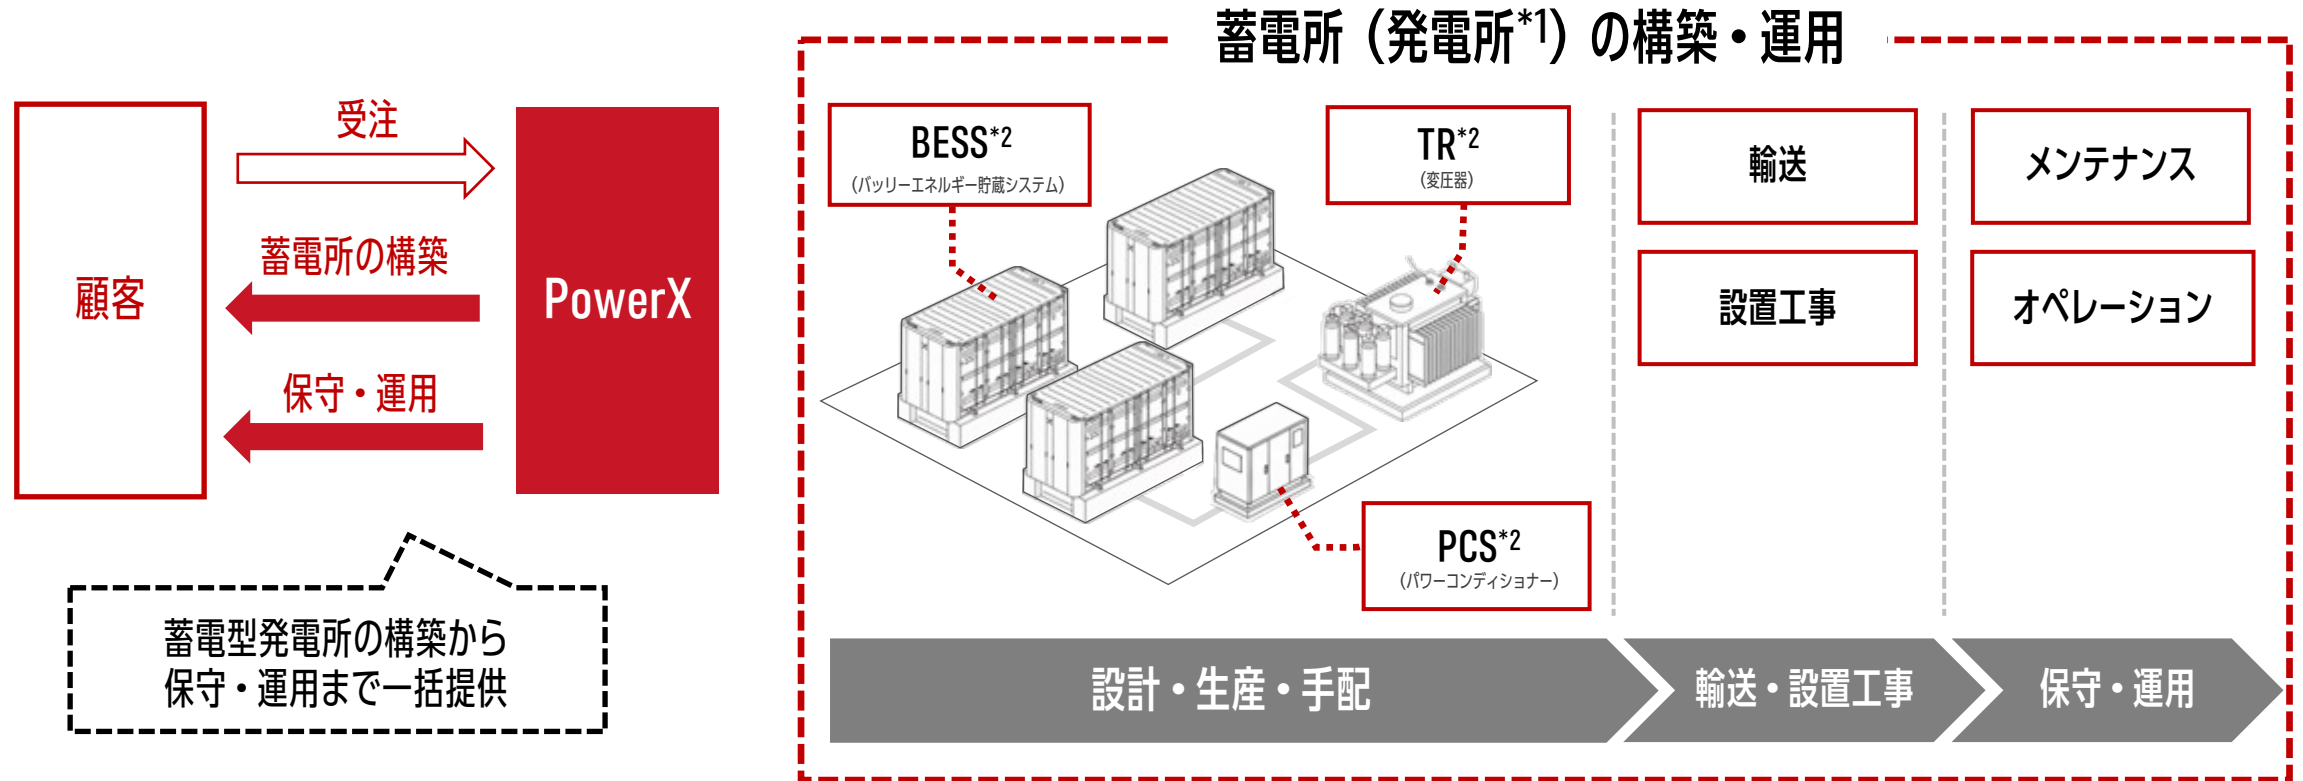 蓄電所（発電所*1）の構築・運用
顧客
受注
蓄電所の構築
保守・運用
PowerX
蓄電型発電所の構築から
保守・運用まで一括提供
BESS*2
（バッリーエネルギー貯蔵システム）
TR*2
（変圧器）
PCS*2
（パワーコンディショナー）
輸送
設置工事
メンテナンス
オペレーション
設計・生産・手配
輸送・設置工事
保守・運用